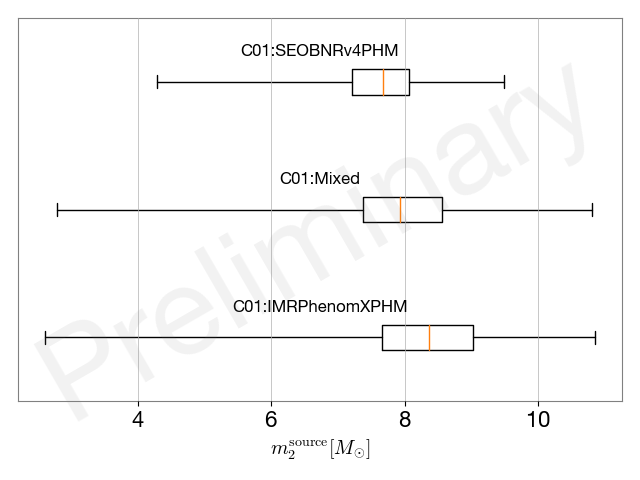 C01:SEOBNRv4PHM
C01:Mixed
C01:IMRPhenomXPHM
Preliminary
4 6 8 10
m₂^source[M⊙]